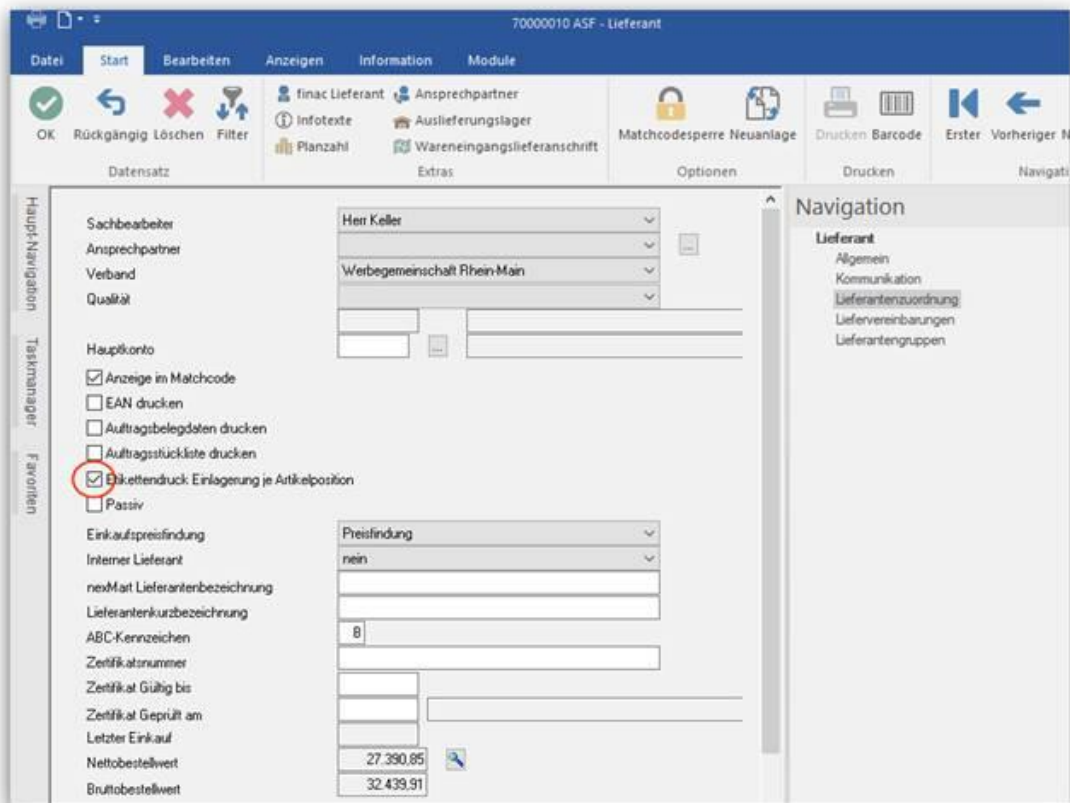 70000010 ASF - Lieferant
Datei Start Bearbeiten Anzeigen Information Module
finac Lieferant Ansprechpartner
Infotexte Auslieferungslager
Planzahl Wareneingangslieferanschrift
OK Rückgängig Löschen Filter Matchcodesperre Neuanlage Drucken Barcode Erster Vorheriger N
Datensatz Extras Optionen Drucken Navigati
Haupt-Navigation
Taskmanager
Favoriten
Sachbearbeiter Herr Keller
Ansprechpartner ...
Verband Werbegemeinschaft Rhein-Main
Qualität
Hauptkonto ...
Anzeige im Matchcode
EAN drucken
Auftragsbelegdaten drucken
Auftragsstückliste drucken
Etikettendruck Einlagerung je Artikelposition
Passiv
Einkaufspreisfindung Preisfindung
Interner Lieferant nein
nexMart Lieferantenbezeichnung
Lieferantenkurzbezeichnung
ABC-Kennzeichen B
Zertifikatsnummer
Zertifikat Gültig bis
Zertifikat Geprüft am
Letzter Einkauf
Nettobestellwert 27.390,85
Bruttobestellwert 32.439,91
Navigation
Lieferant
Allgemein
Kommunikation
Lieferantenzuordnung
Liefervereinbarungen
Lieferantengruppen